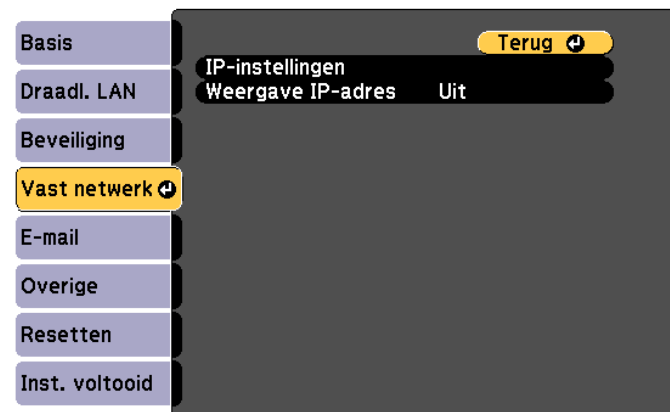 Basis
Draadl. LAN
Beveiliging
Vast netwerk
E-mail
Overige
Resetten
Inst. voltooid
Terug
IP-instellingen
Weergave IP-adres Uit